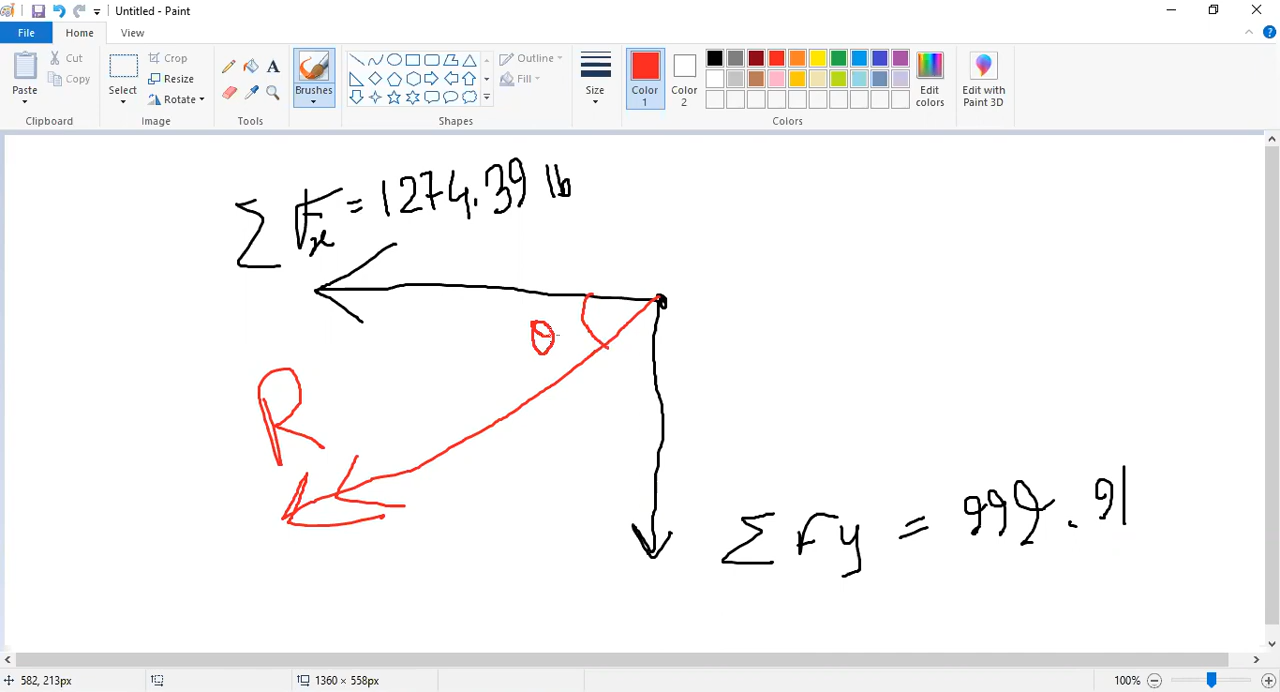 Untitled - Paint
File
Home
View
Paste
Cut
Copy
Clipboard
Select
Crop
Resize
Rotate
Image
A
Tools
Brushes
Outline
Fill
Shapes
Size
Color 1
Color 2
Edit colors
Edit with Paint 3D
Colors
∑ Fx = 1274.39 lb
θ
R
∑ Fy = 999.91
582, 213px
1360 × 558px
100%